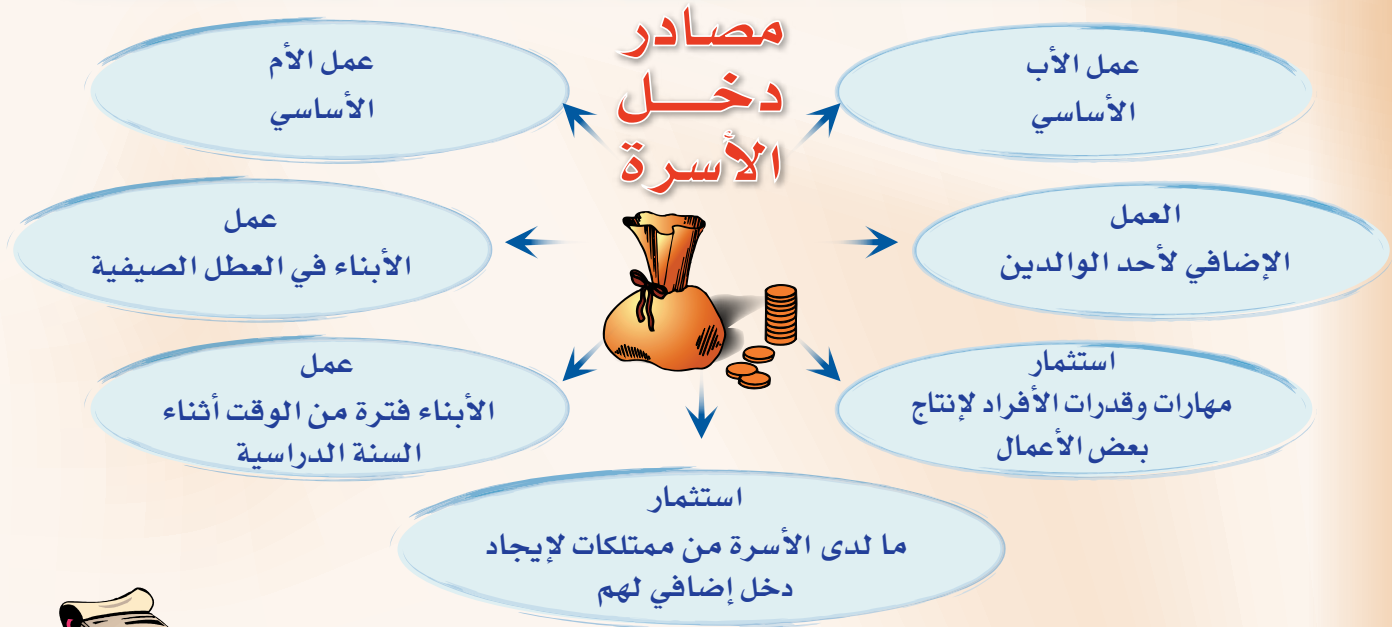 مصادر
دخل
الأسرة
عمل الأب
الأساسي
عمل الأم
الأساسي
العمل
الإضافي لأحد الوالدين
عمل
الأبناء في العطل الصيفية
استثمار
مهارات وقدرات الأفراد لإنتاج
بعض الأعمال
عمل
الأبناء فترة من الوقت أثناء
السنة الدراسية
استثمار
ما لدى الأسرة من ممتلكات لإيجاد
دخل إضافي لهم